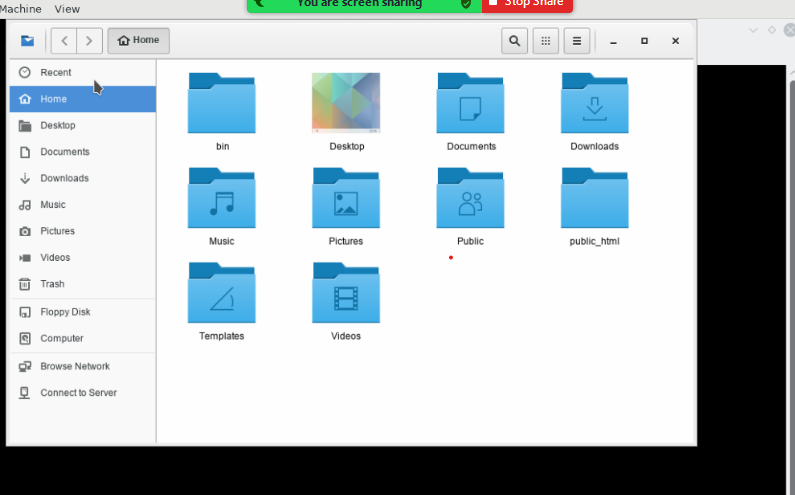 Machine View
You are screen sharing
Stop Share
Home
Recent
Home
Desktop
Documents
Downloads
Music
Pictures
Videos
Trash
Floppy Disk
Computer
Browse Network
Connect to Server
bin Desktop Documents Downloads
Music Pictures Public public_html
Templates Videos